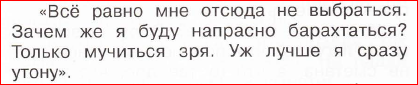 «Всё равно мне отсюда не выбраться.
Зачем же я буду напрасно барахтаться?
Только мучиться зря. Уж лучше я сразу
утону».